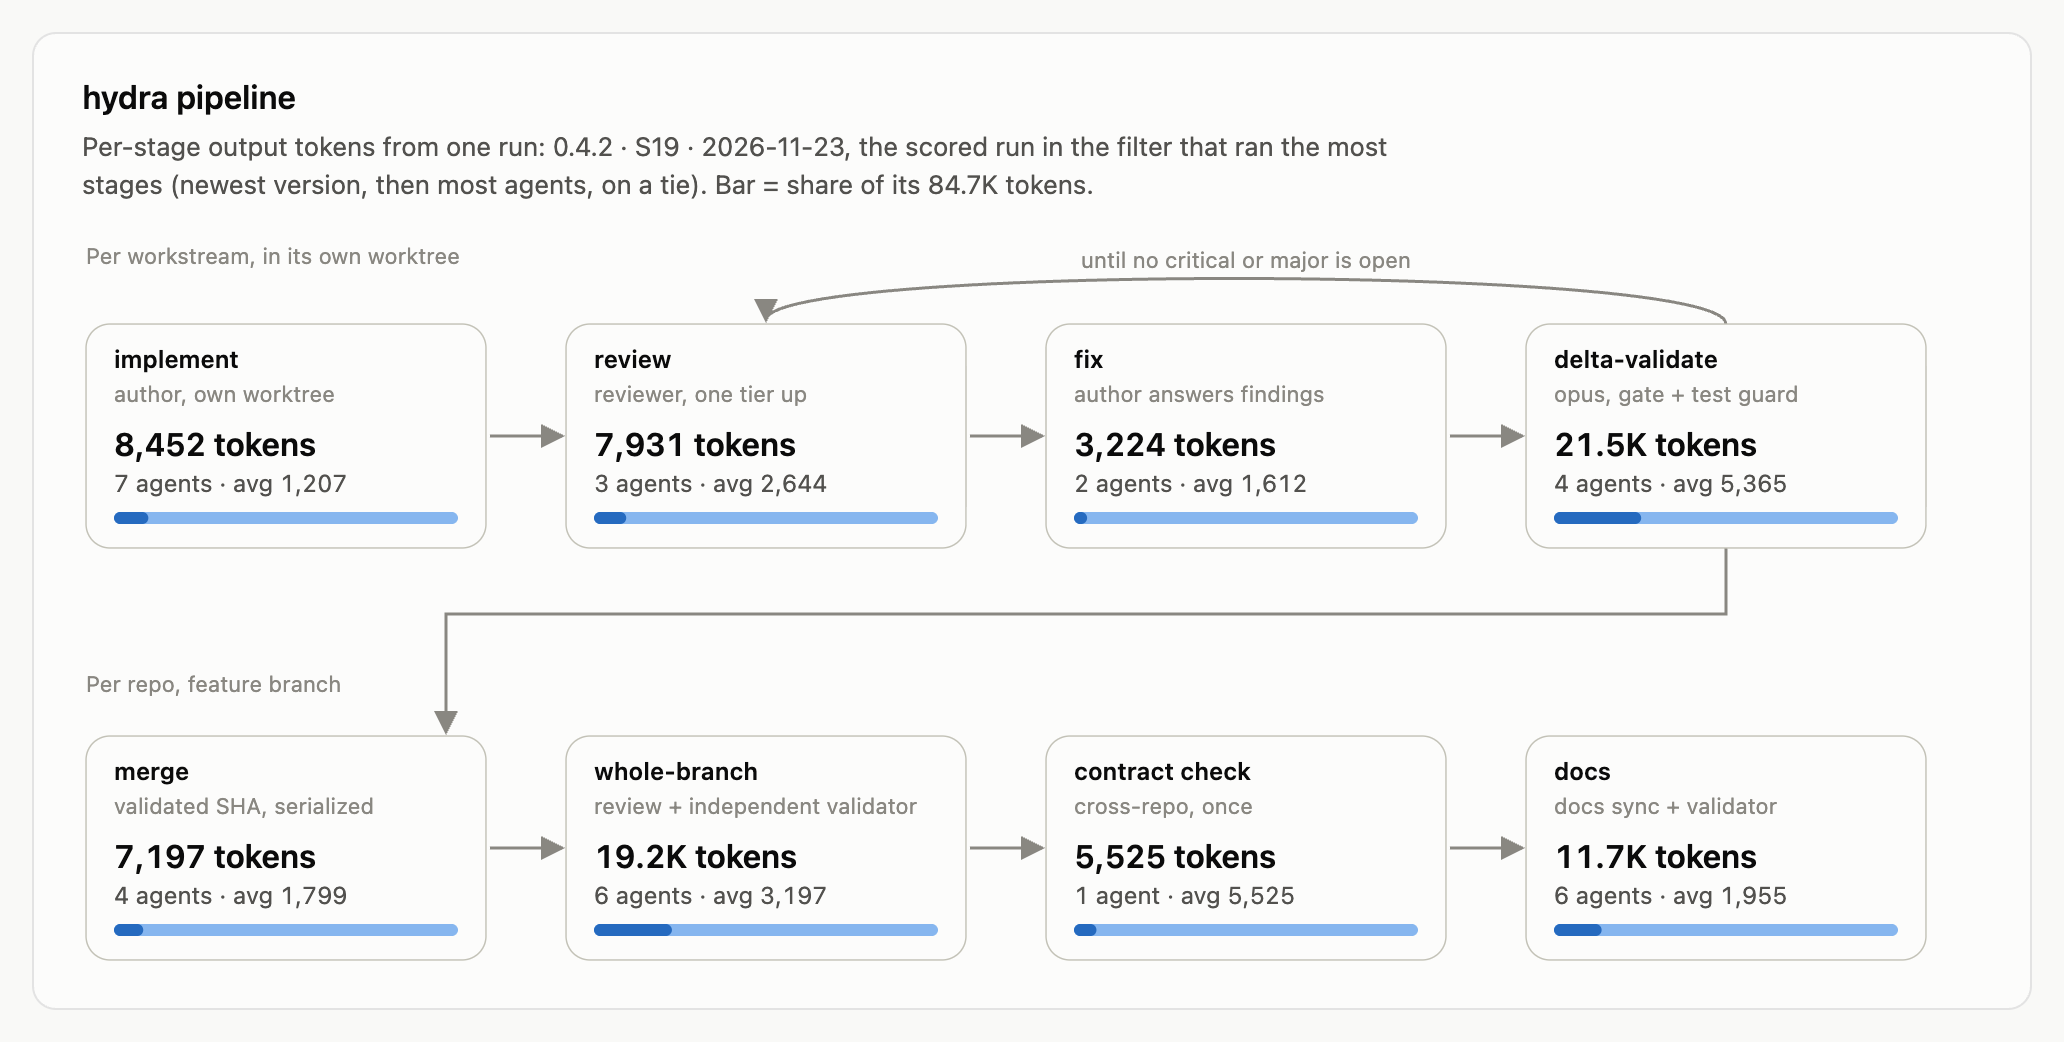 hydra pipeline
Per-stage output tokens from one run: 0.4.2 · S19 · 2026-11-23, the scored run in the filter that ran the most
stages (newest version, then most agents, on a tie). Bar = share of its 84.7K tokens.
Per workstream, in its own worktree
until no critical or major is open
implement
author, own worktree
8,452 tokens
7 agents · avg 1,207
review
reviewer, one tier up
7,931 tokens
3 agents · avg 2,644
fix
author answers findings
3,224 tokens
2 agents · avg 1,612
delta-validate
opus, gate + test guard
21.5K tokens
4 agents · avg 5,365
Per repo, feature branch
merge
validated SHA, serialized
7,197 tokens
4 agents · avg 1,799
whole-branch
review + independent validator
19.2K tokens
6 agents · avg 3,197
contract check
cross-repo, once
5,525 tokens
1 agent · avg 5,525
docs
docs sync + validator
11.7K tokens
6 agents · avg 1,955